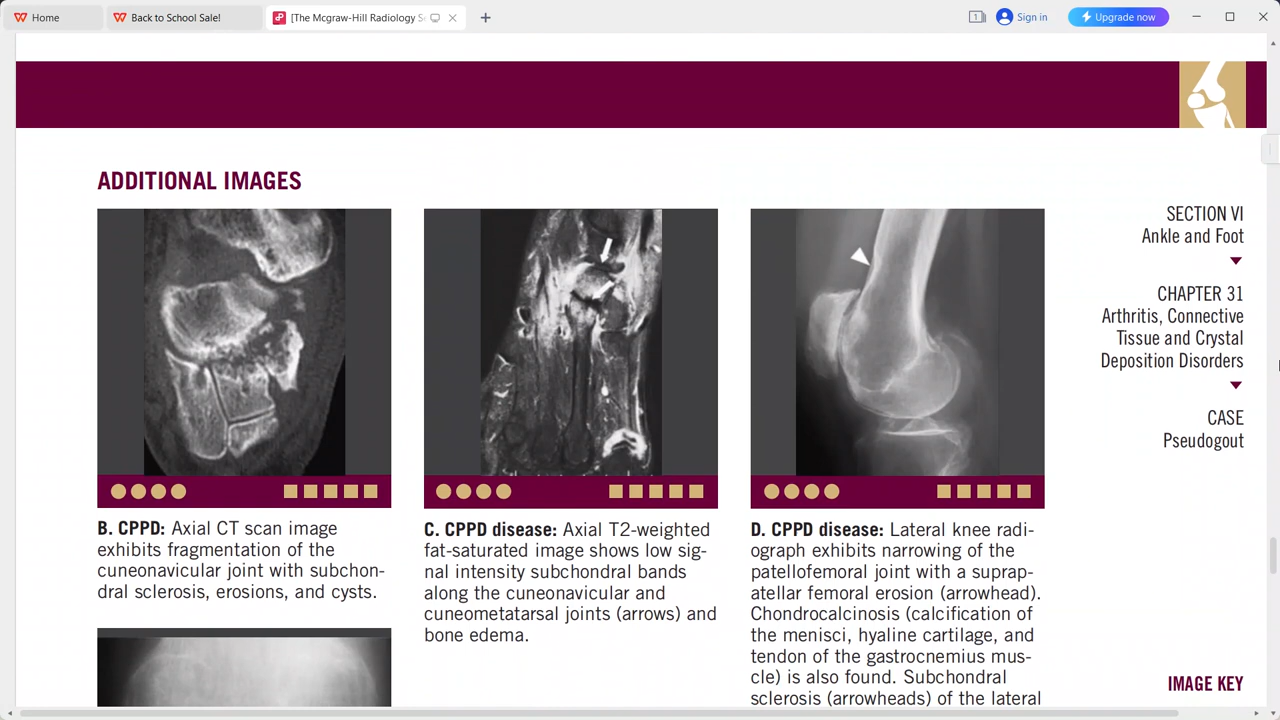 Home
Back to School Sale!
[The Mcgraw-Hill Radiology S
1
Sign in
Upgrade now
ADDITIONAL IMAGES
SECTION VI
Ankle and Foot
CHAPTER 31
Arthritis, Connective
Tissue and Crystal
Deposition Disorders
CASE
Pseudogout
B. CPPD: Axial CT scan image
exhibits fragmentation of the
cuneonavicular joint with subchon-
dral sclerosis, erosions, and cysts.
C. CPPD disease: Axial T2-weighted
fat-saturated image shows low sig-
nal intensity subchondral bands
along the cuneonavicular and
cuneometatarsal joints (arrows) and
bone edema.
D. CPPD disease: Lateral knee radi-
ograph exhibits narrowing of the
patellofemoral joint with a suprap-
atellar femoral erosion (arrowhead).
Chondrocalcinosis (calcification of
the menisci, hyaline cartilage, and
tendon of the gastrocnemius mus-
cle) is also found. Subchondral
sclerosis (arrowheads) of the lateral
IMAGE KEY